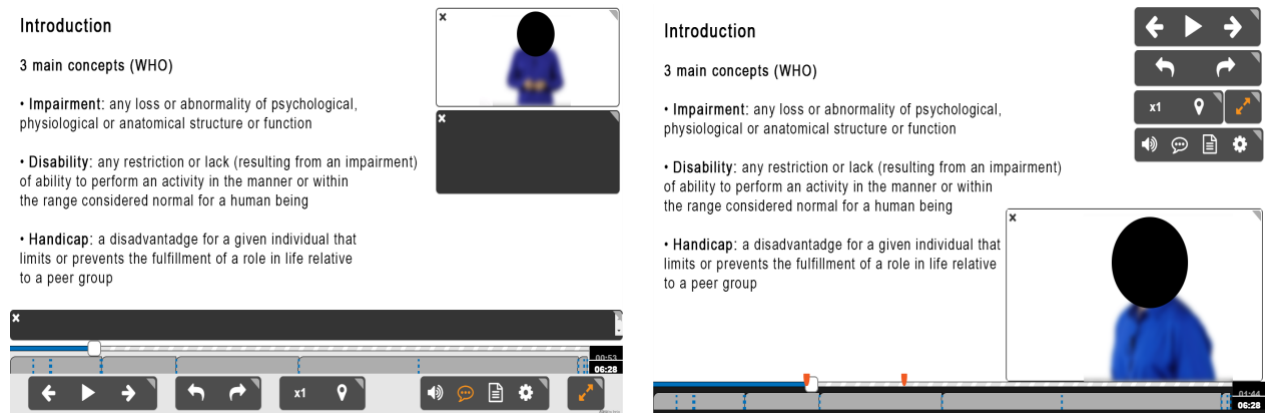 Introduction
3 main concepts (WHO)
• Impairment: any loss or abnormality of psychological,
physiological or anatomical structure or function
• Disability: any restriction or lack (resulting from an impairment)
of ability to perform an activity in the manner or within
the range considered normal for a human being
• Handicap: a disadvantadge for a given individual that
limits or prevents the fulfillment of a role in life relative
to a peer group
00:53
06:28
x1
Introduction
3 main concepts (WHO)
• Impairment: any loss or abnormality of psychological,
physiological or anatomical structure or function
• Disability: any restriction or lack (resulting from an impairment)
of ability to perform an activity in the manner or within
the range considered normal for a human being
• Handicap: a disadvantadge for a given individual that
limits or prevents the fulfillment of a role in life relative
to a peer group
x1
01:44
06:28